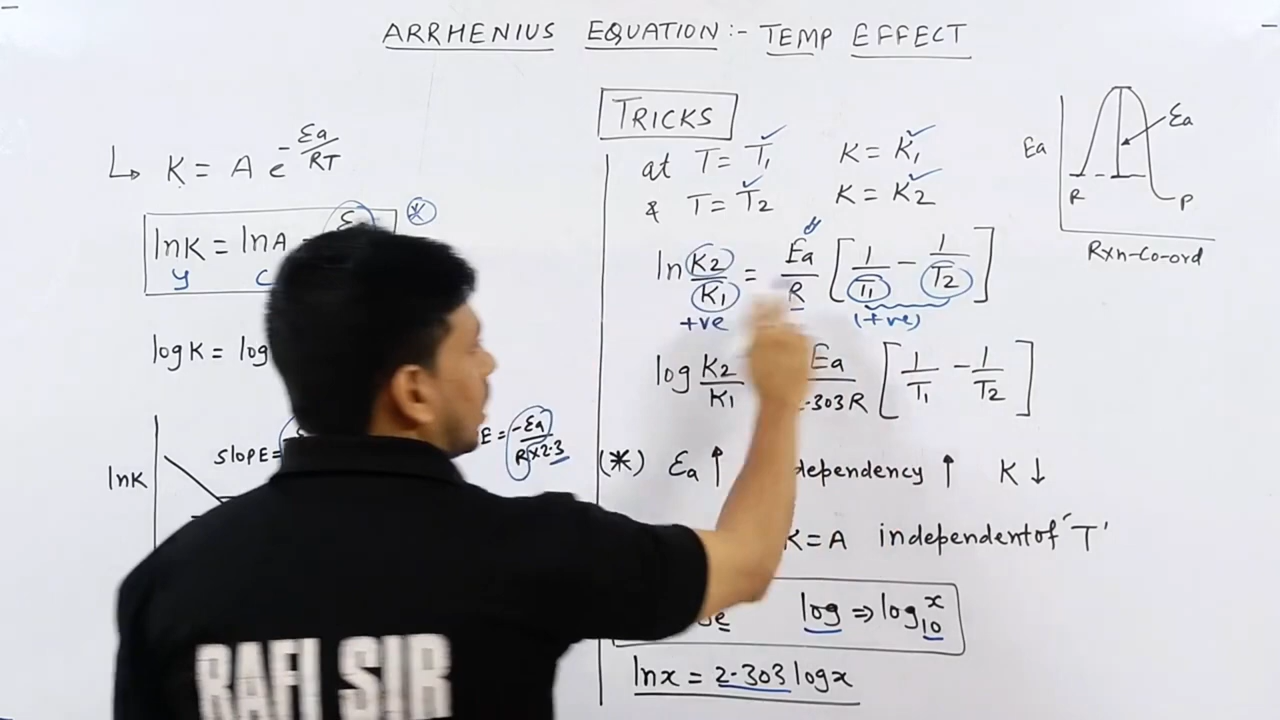 ARRHENIUS EQUATION :- TEMP EFFECT
↳ K = A e^{-Ea/RT}
lnK = lnA
y c
*
logK = log
lnK
SlopE =
E = -Ea / R×2.3
TRICKS
at T = T₁ K = K₁
& T = T₂ K = K₂
ln K₂/K₁ = Ea/R [1/T₁ - 1/T₂]
+ve (+ve)
log K₂/K₁ Ea/2.303R [1/T₁ - 1/T₂]
(*) Ea ↑ dependency ↑ K ↓
K = A independent of 'T'
e log ⇒ log₁₀ˣ
lnx = 2.303 logx
Ea
Ea
R P
Rxn-Co-ord
RAFI SIR